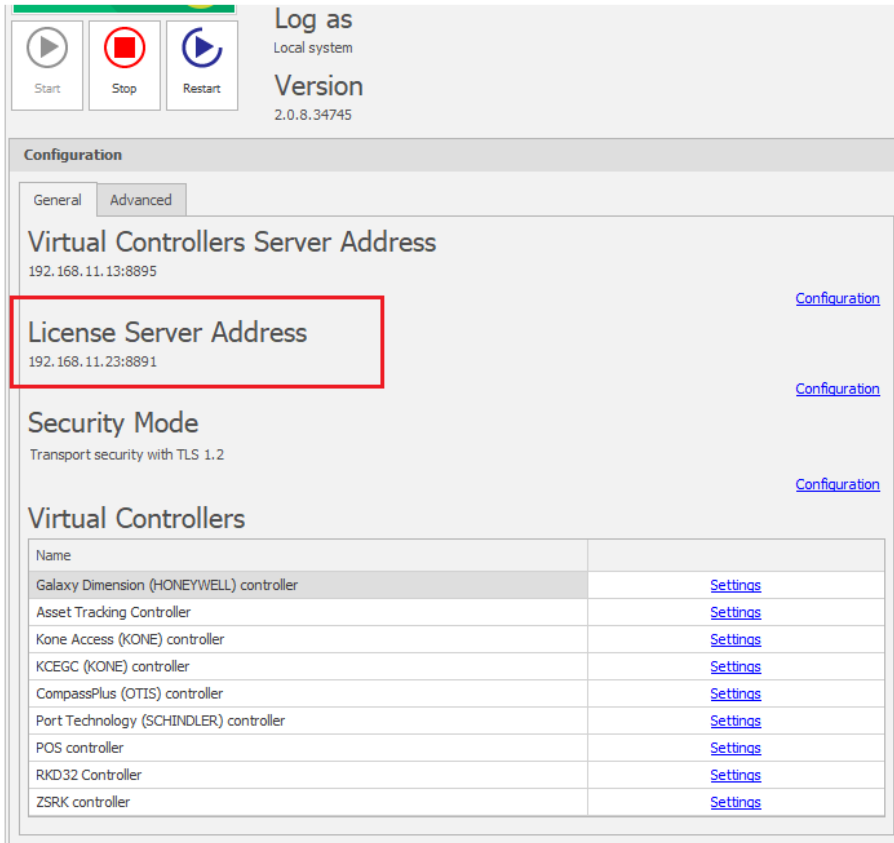 Log as
Local system
Start Stop Restart
Version
2.0.8.34745
Configuration
General Advanced
Virtual Controllers Server Address
192.168.11.13:8895
Configuration
License Server Address
192.168.11.23:8891
Configuration
Security Mode
Transport security with TLS 1.2
Configuration
Virtual Controllers
Name
Galaxy Dimension (HONEYWELL) controller Settings
Asset Tracking Controller Settings
Kone Access (KONE) controller Settings
KCEGC (KONE) controller Settings
CompassPlus (OTIS) controller Settings
Port Technology (SCHINDLER) controller Settings
POS controller Settings
RKD32 Controller Settings
ZSRK controller Settings